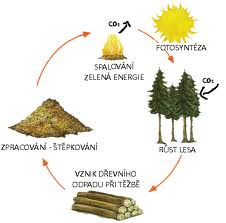 CO₂
FOTOSYNTÉZA
SPALOVÁNÍ
ZELENÁ ENERGIE
CO₂
ZPRACOVÁNÍ - ŠTĚPKOVÁNÍ
RŮST LESA
VZNIK DŘEVNÍHO
ODPADU PŘI TĚŽBĚ